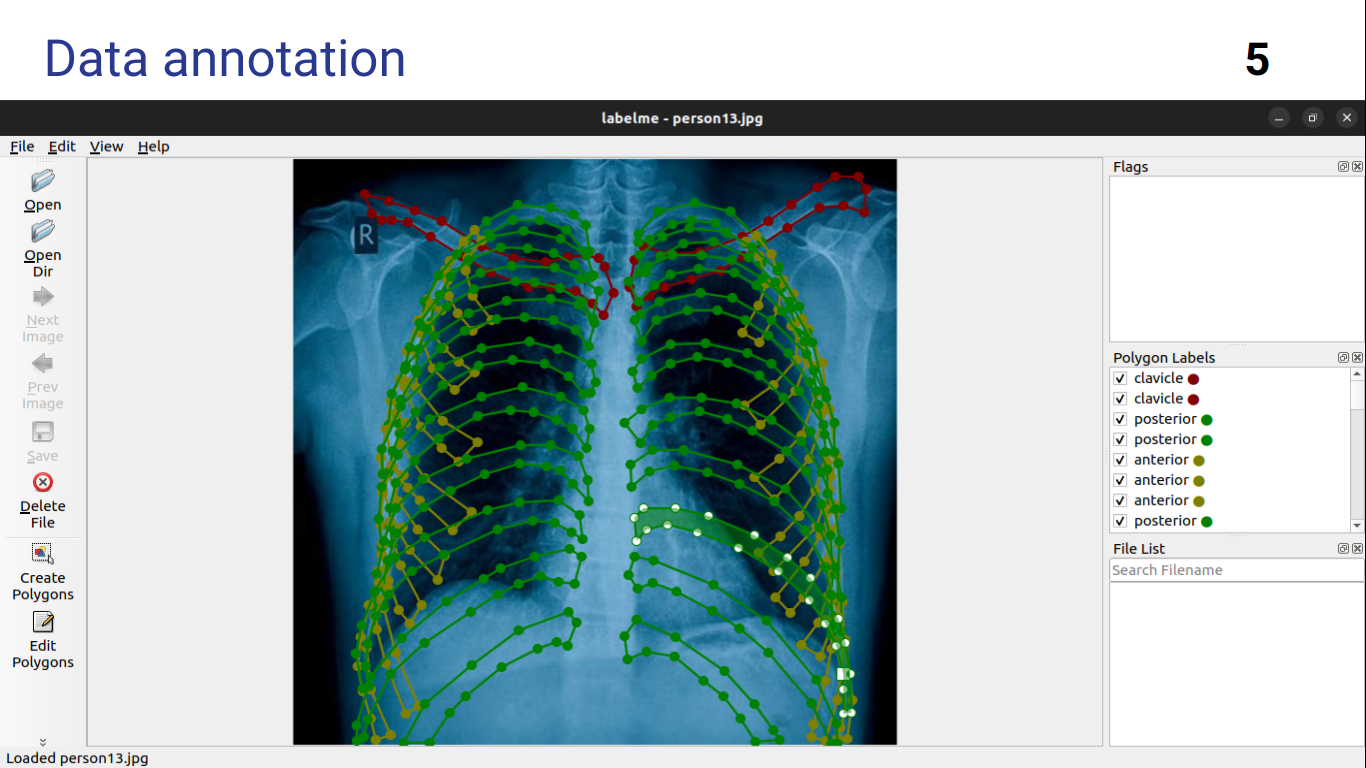 Data annotation
5
labelme - person13.jpg
File Edit View Help
Open
Open
Dir
Next
Image
Prev
Image
Save
Delete
File
Create
Polygons
Edit
Polygons
R
Flags
Polygon Labels
clavicle
clavicle
posterior
posterior
anterior
anterior
anterior
posterior
File List
Search Filename
Loaded person13.jpg